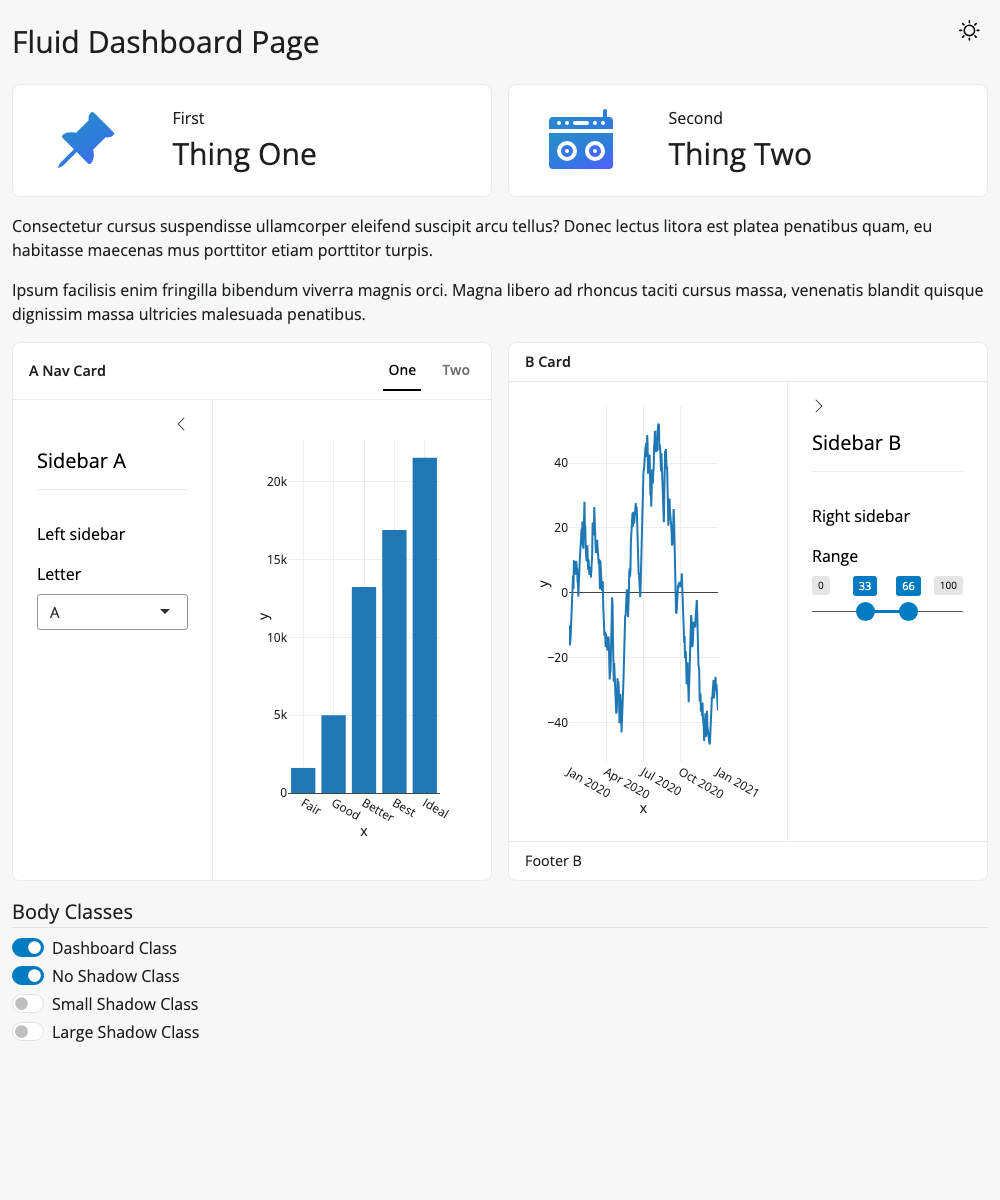 Fluid Dashboard Page
First
Thing One
Second
Thing Two
Consectetur cursus suspendisse ullamcorper eleifend suscipit arcu tellus? Donec lectus litora est platea penatibus quam, eu
habitasse maecenas mus porttitor etiam porttitor turpis.
Ipsum facilisis enim fringilla bibendum viverra magnis orci. Magna libero ad rhoncus taciti cursus massa, venenatis blandit quisque
dignissim massa ultricies malesuada penatibus.
A Nav Card
One
Two
Sidebar A
Left sidebar
Letter
A
20k
15k
10k
5k
0
y
Fair
Good
Better
Best
Ideal
x
B Card
40
20
0
−20
−40
y
Jan 2020
Apr 2020
Jul 2020
Oct 2020
Jan 2021
x
Sidebar B
Right sidebar
Range
0
33
66
100
Footer B
Body Classes
Dashboard Class
No Shadow Class
Small Shadow Class
Large Shadow Class